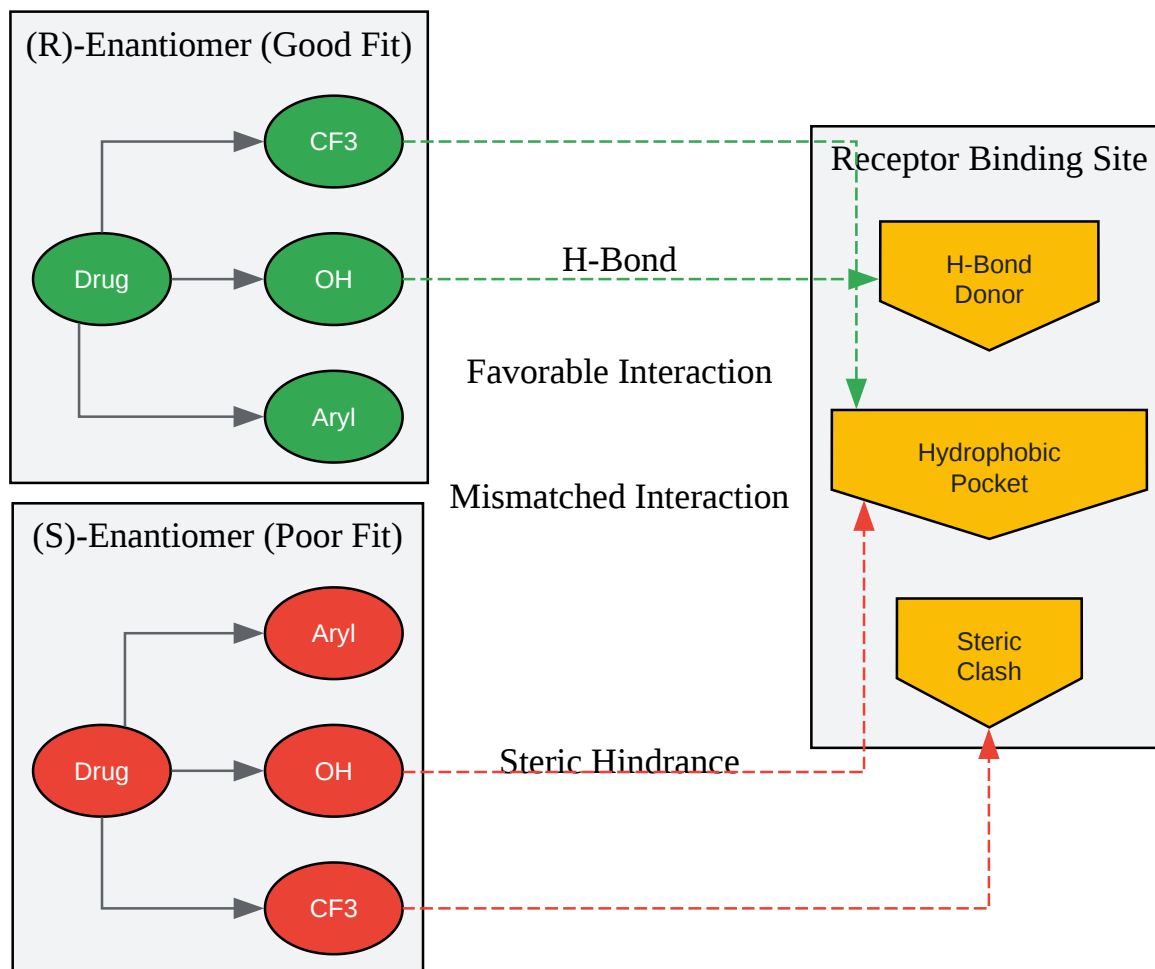 (R)-Enantiomer (Good Fit)
CF3
Drug
OH
Aryl
H-Bond
Favorable Interaction
Mismatched Interaction
(S)-Enantiomer (Poor Fit)
Aryl
Drug
OH
CF3
Steric Hindrance
Receptor Binding Site
H-Bond
Donor
Hydrophobic
Pocket
Steric
Clash